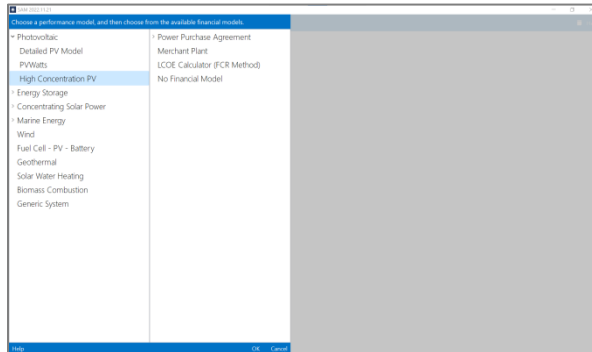 SAM 2022.11.21
Choose a performance model, and then choose from the available financial models.
Photovoltaic
Detailed PV Model
PVWatts
High Concentration PV
Energy Storage
Concentrating Solar Power
Marine Energy
Wind
Fuel Cell - PV - Battery
Geothermal
Solar Water Heating
Biomass Combustion
Generic System
Power Purchase Agreement
Merchant Plant
LCOE Calculator (FCR Method)
No Financial Model
Help
OK Cancel